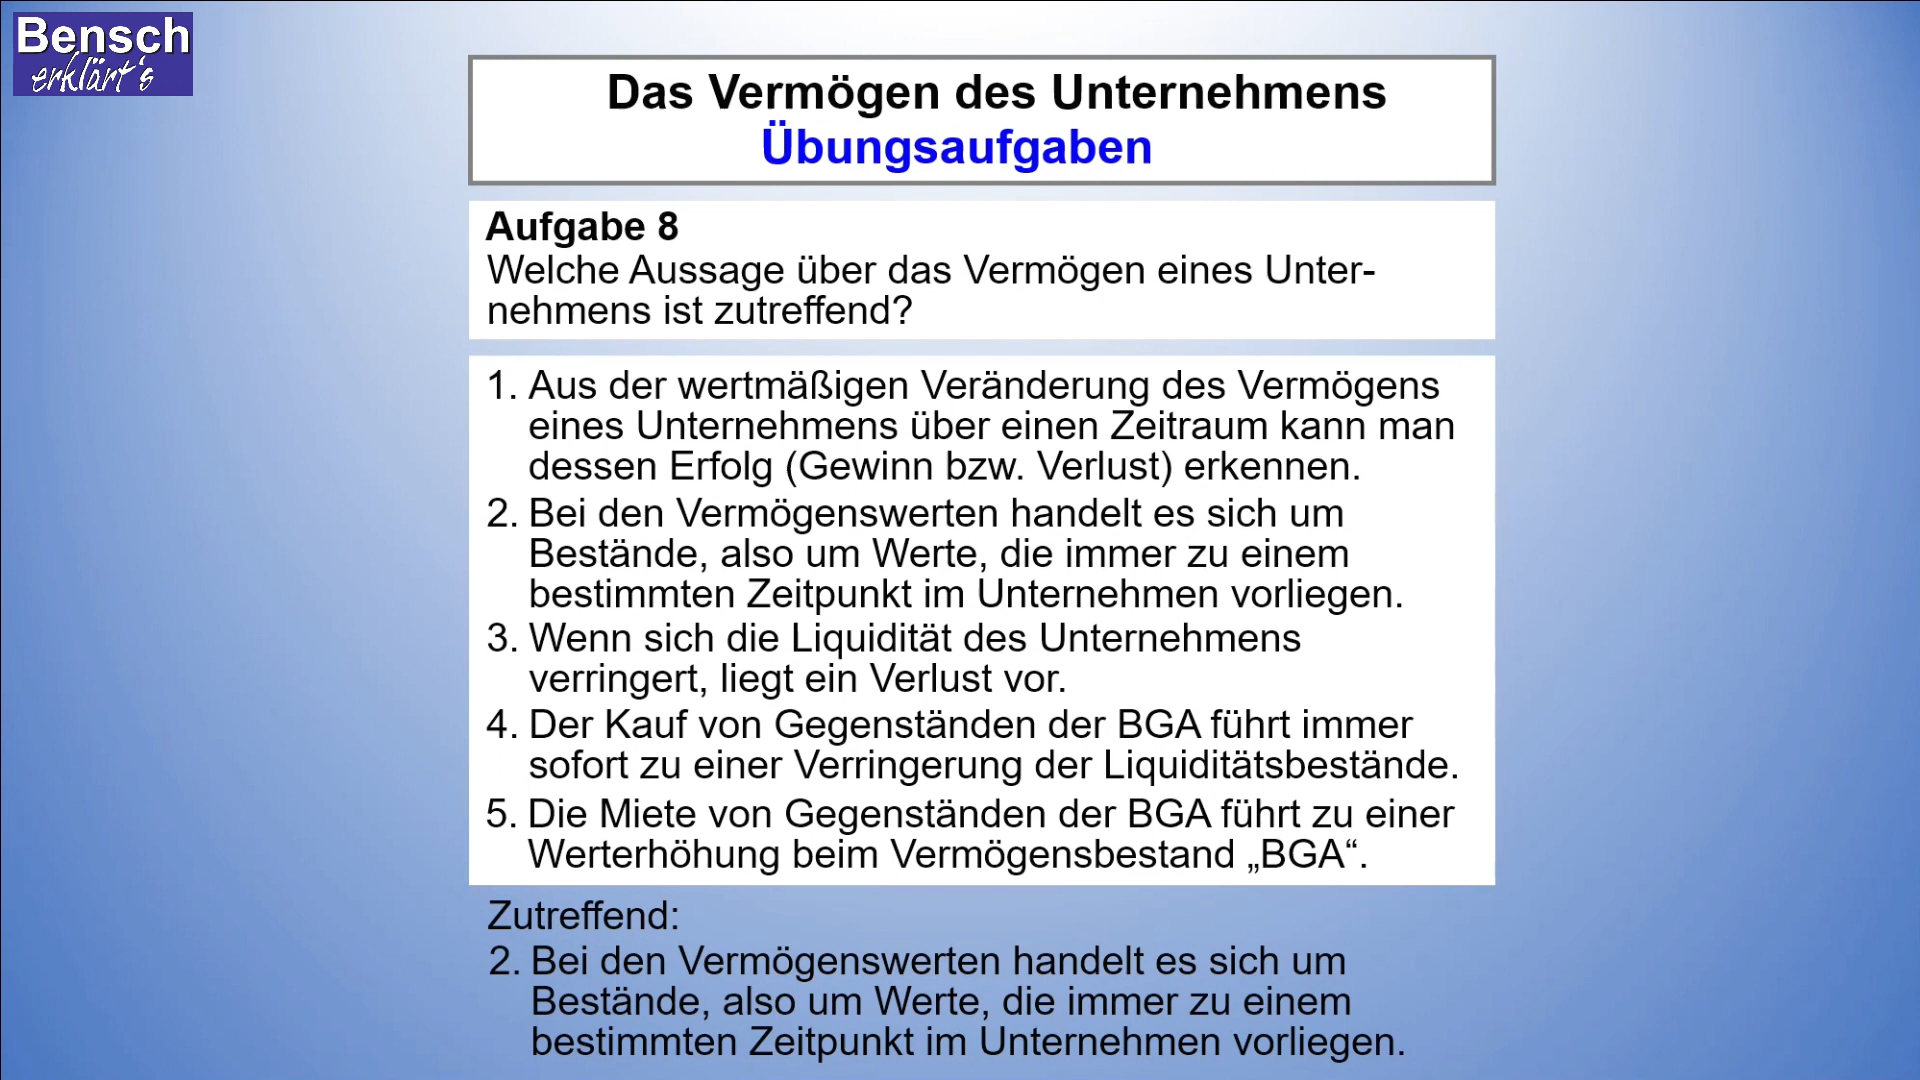 Bensch
erklärt's
Das Vermögen des Unternehmens
Übungsaufgaben
Aufgabe 8
Welche Aussage über das Vermögen eines Unter-
nehmens ist zutreffend?
1. Aus der wertmäßigen Veränderung des Vermögens
eines Unternehmens über einen Zeitraum kann man
dessen Erfolg (Gewinn bzw. Verlust) erkennen.
2. Bei den Vermögenswerten handelt es sich um
Bestände, also um Werte, die immer zu einem
bestimmten Zeitpunkt im Unternehmen vorliegen.
3. Wenn sich die Liquidität des Unternehmens
verringert, liegt ein Verlust vor.
4. Der Kauf von Gegenständen der BGA führt immer
sofort zu einer Verringerung der Liquiditätsbestände.
5. Die Miete von Gegenständen der BGA führt zu einer
Werterhöhung beim Vermögensbestand „BGA“.
Zutreffend:
2. Bei den Vermögenswerten handelt es sich um
Bestände, also um Werte, die immer zu einem
bestimmten Zeitpunkt im Unternehmen vorliegen.